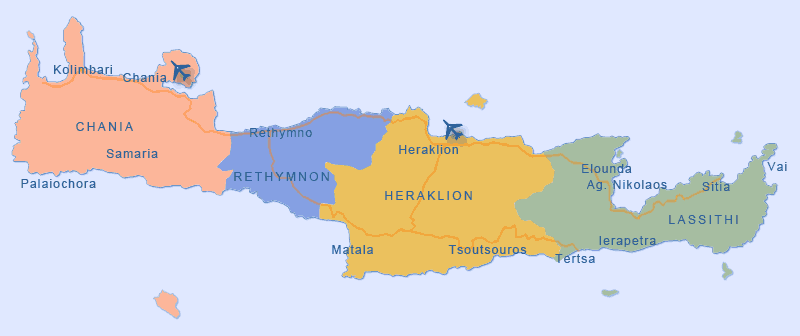 Kolimbari
Chania
CHANIA
Samaria
Palaiochora
Rethymno
RETHYMNON
Heraklion
HERAKLION
Matala
Tsoutsouros
Tertsa
Elounda
Ag. Nikolaos
Sitia
Vai
LASSITHI
Ierapetra